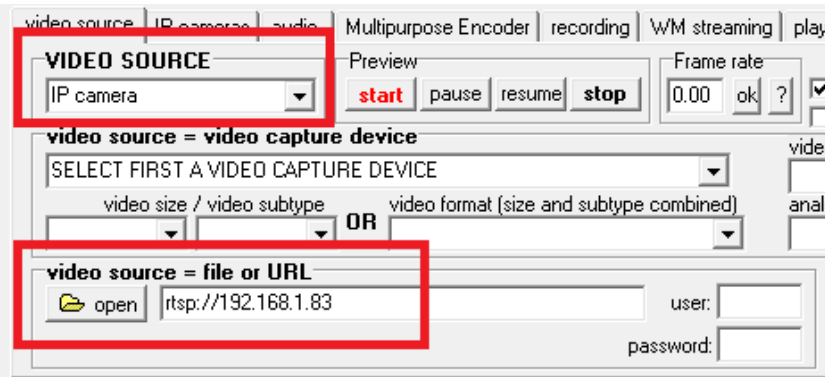 video source IP cameras audio Multipurpose Encoder recording WM streaming play
VIDEO SOURCE Preview Frame rate
IP camera start pause resume stop 0.00 ok ?
video source = video capture device vide
SELECT FIRST A VIDEO CAPTURE DEVICE
video size / video subtype OR video format (size and subtype combined) anal
video source = file or URL
open rtsp://192.168.1.83 user:
password: